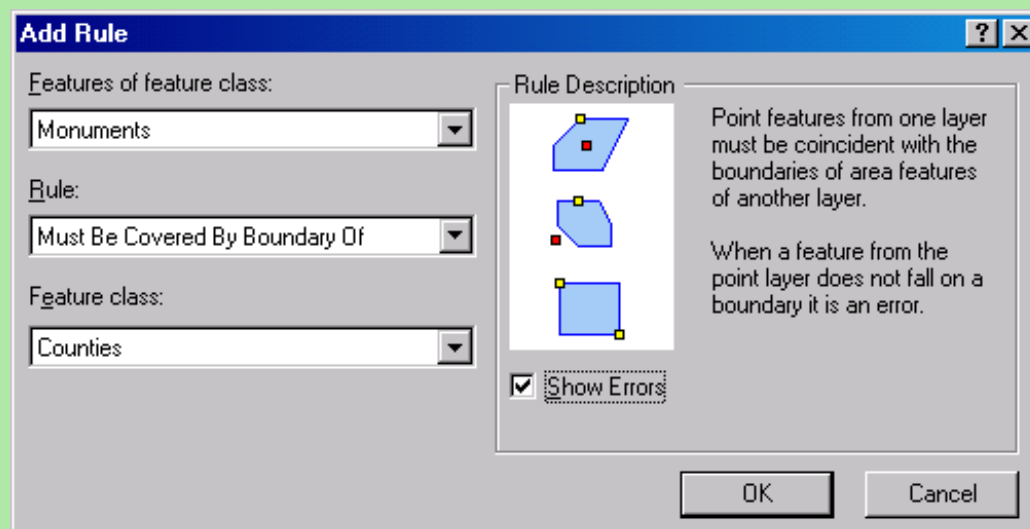 Add Rule
Features of feature class:
Monuments
Rule:
Must Be Covered By Boundary Of
Feature class:
Counties
Rule Description
Point features from one layer
must be coincident with the
boundaries of area features
of another layer.
When a feature from the
point layer does not fall on a
boundary it is an error.
Show Errors
OK
Cancel